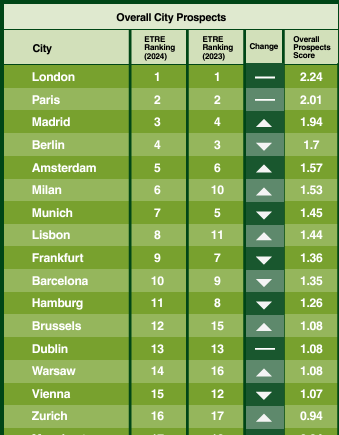 Overall City Prospects
City ETRE Ranking (2024) ETRE Ranking (2023) Change Overall Prospects Score
London 1 1 2.24
Paris 2 2 2.01
Madrid 3 4 1.94
Berlin 4 3 1.7
Amsterdam 5 6 1.57
Milan 6 10 1.53
Munich 7 5 1.45
Lisbon 8 11 1.44
Frankfurt 9 7 1.36
Barcelona 10 9 1.35
Hamburg 11 8 1.26
Brussels 12 15 1.08
Dublin 13 13 1.08
Warsaw 14 16 1.08
Vienna 15 12 1.07
Zurich 16 17 0.94